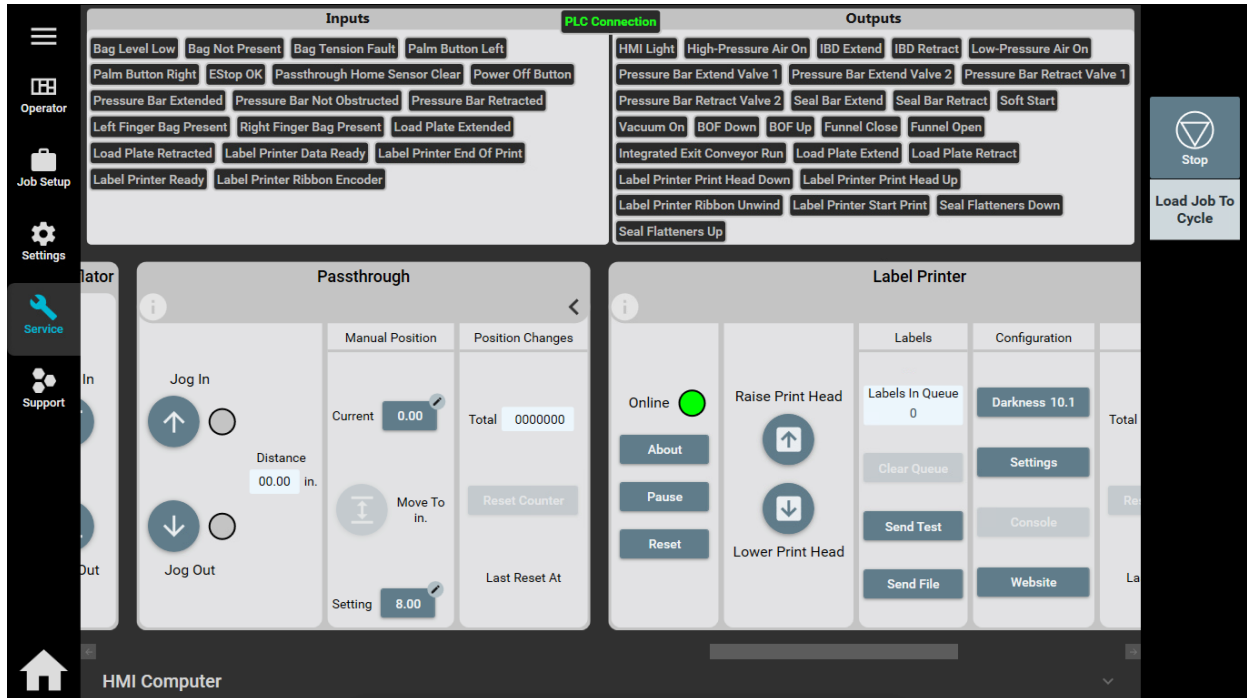 Inputs
PLC Connection
Outputs
Bag Level Low Bag Not Present Bag Tension Fault Palm Button Left
Palm Button Right EStop OK Passthrough Home Sensor Clear Power Off Button
Pressure Bar Extended Pressure Bar Not Obstructed Pressure Bar Retracted
Left Finger Bag Present Right Finger Bag Present Load Plate Extended
Load Plate Retracted Label Printer Data Ready Label Printer End Of Print
Label Printer Ready Label Printer Ribbon Encoder
HMI Light High-Pressure Air On IBD Extend IBD Retract Low-Pressure Air On
Pressure Bar Extend Valve 1 Pressure Bar Extend Valve 2 Pressure Bar Retract Valve 1
Pressure Bar Retract Valve 2 Seal Bar Extend Seal Bar Retract Soft Start
Vacuum On BOF Down BOF Up Funnel Close Funnel Open
Integrated Exit Conveyor Run Load Plate Extend Load Plate Retract
Label Printer Print Head Down Label Printer Print Head Up
Label Printer Ribbon Unwind Label Printer Start Print Seal Flatteners Down
Seal Flatteners Up
Operator
Job Setup
Settings
Service
Support
Stop
Load Job To
Cycle
lator
In
Out
Passthrough
i
Jog In
Distance
00.00 in.
Jog Out
Manual Position
Current 0.00
Move To
in.
Setting 8.00
Position Changes
Total 0000000
Reset Counter
Last Reset At
Label Printer
i
Online
About
Pause
Reset
Raise Print Head
Lower Print Head
Labels
Labels In Queue
0
Clear Queue
Send Test
Send File
Configuration
Darkness 10.1
Settings
Console
Website
Total
Re
La
HMI Computer